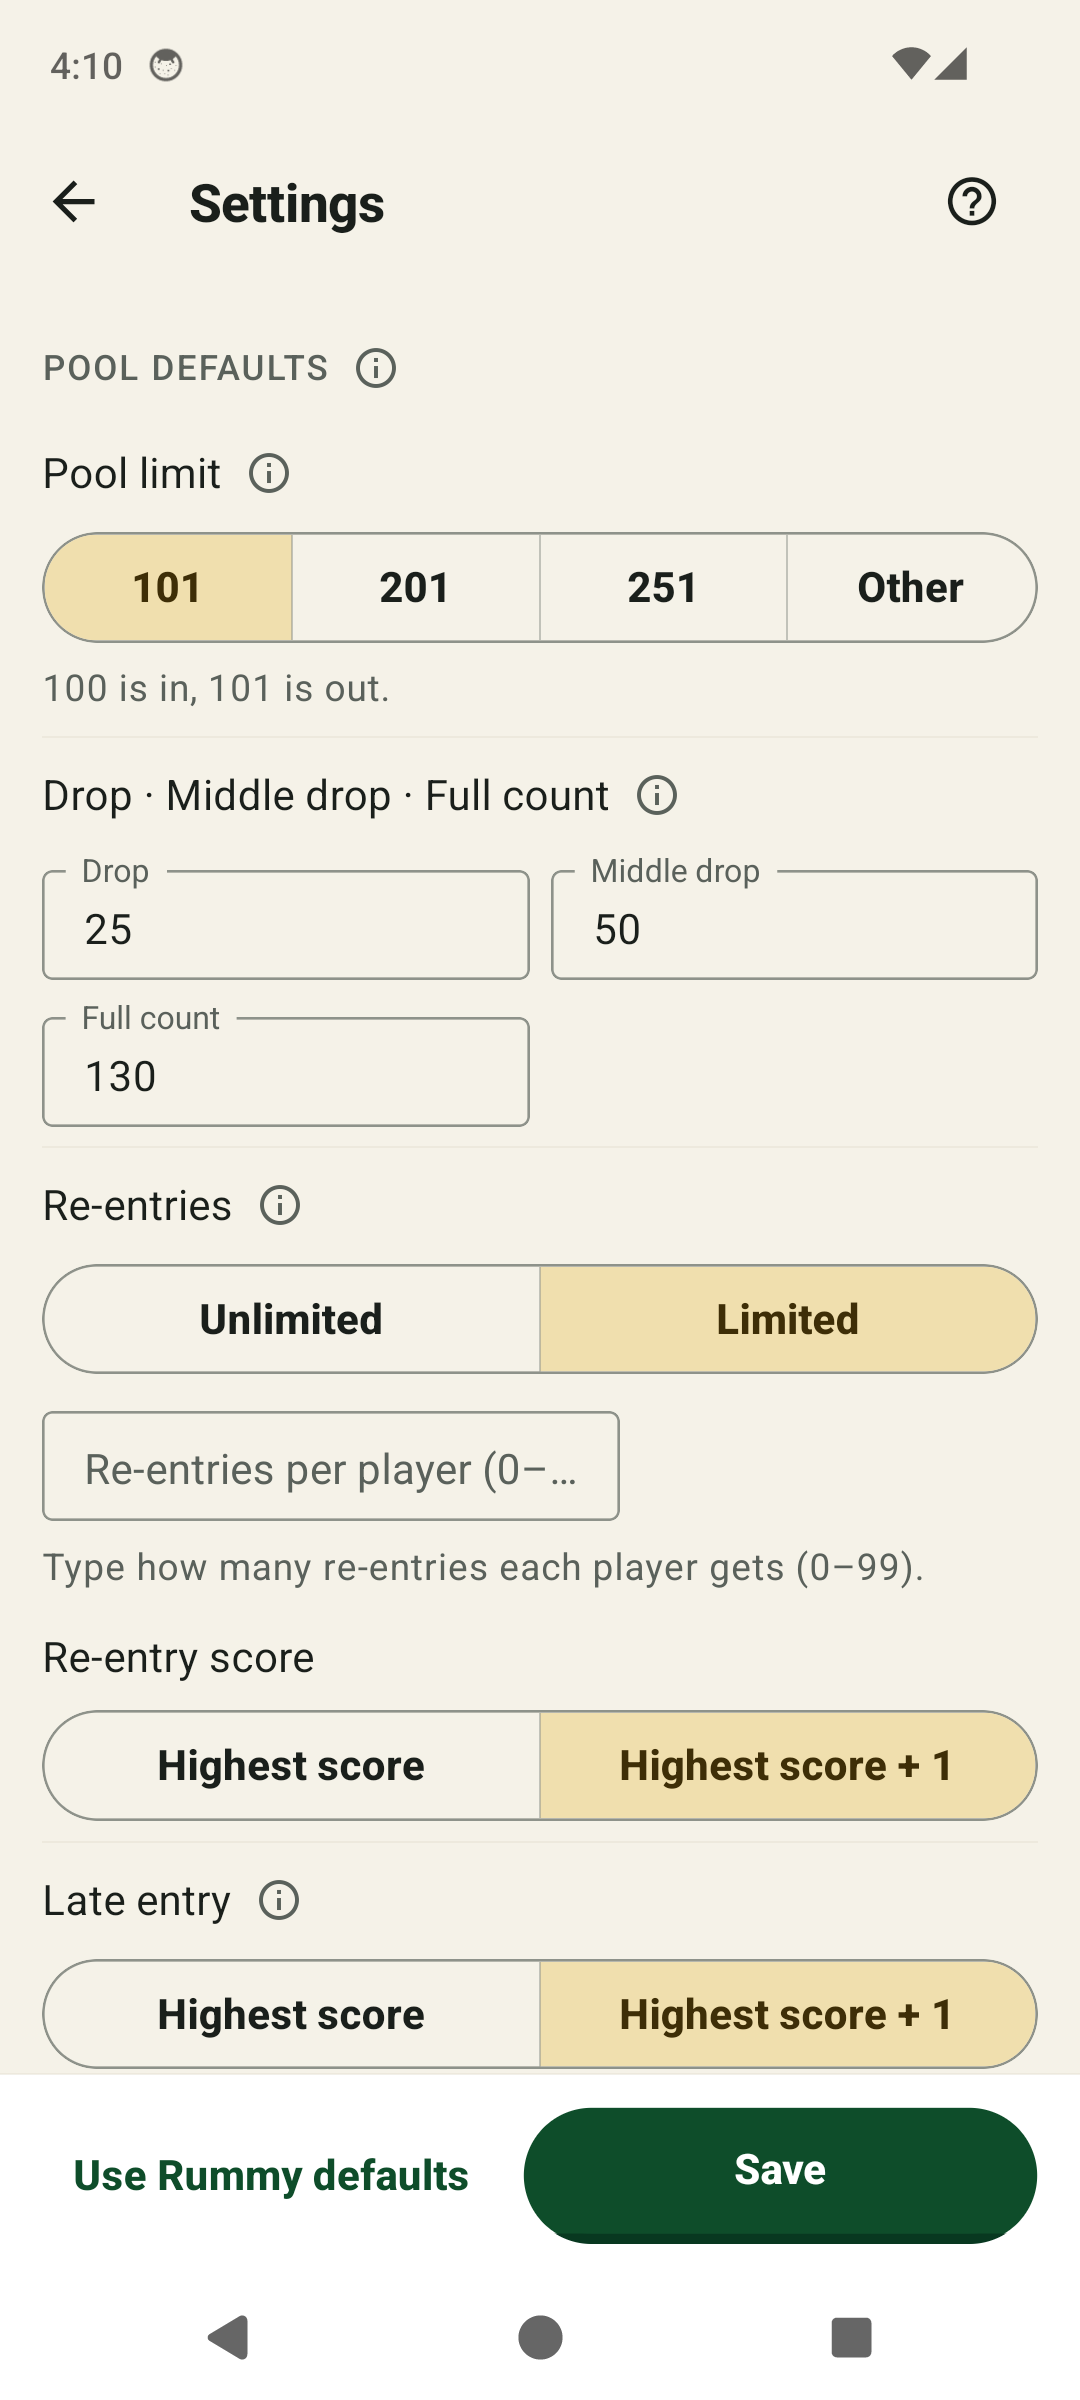 4:10
Settings
POOL DEFAULTS
Pool limit
101 201 251 Other
100 is in, 101 is out.
Drop · Middle drop · Full count
Drop Middle drop
25 50
Full count
130
Re-entries
Unlimited Limited
Re-entries per player (0–…
Type how many re-entries each player gets (0–99).
Re-entry score
Highest score Highest score + 1
Late entry
Highest score Highest score + 1
Use Rummy defaults Save